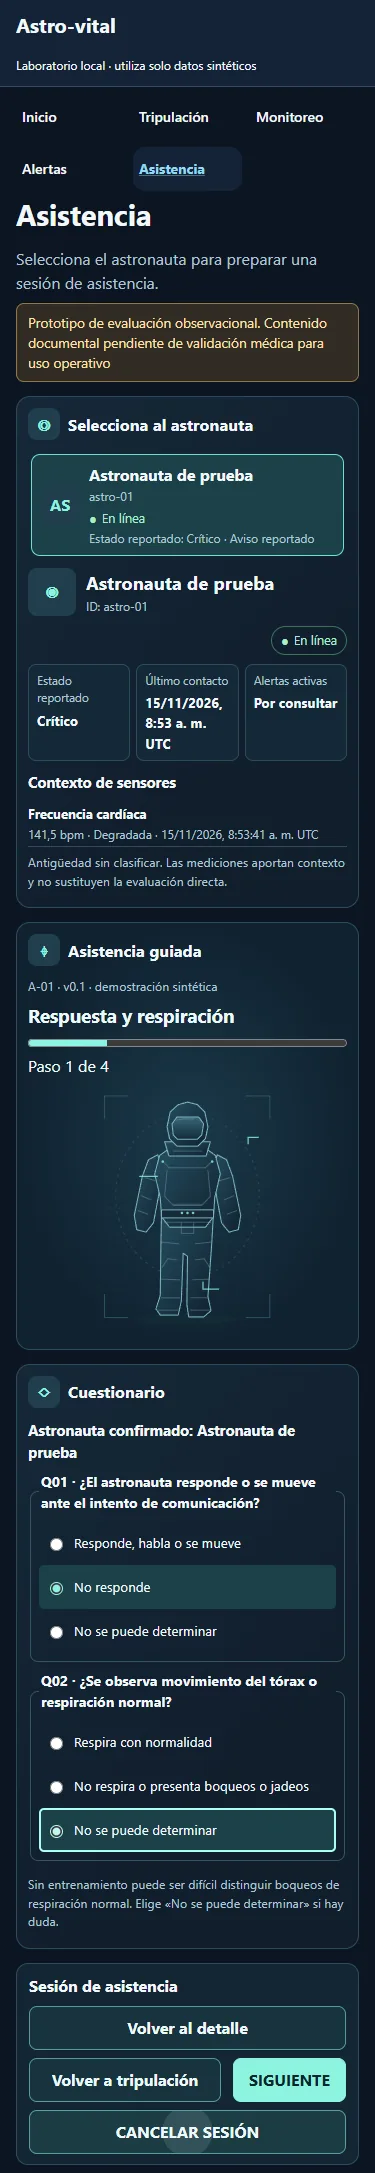 Astro-vital
Laboratorio local · utiliza solo datos sintéticos
Inicio
Tripulación
Monitoreo
Alertas
Asistencia
Asistencia
Selecciona el astronauta para preparar una
sesión de asistencia.
Prototipo de evaluación observacional. Contenido
documental pendiente de validación médica para
uso operativo
Selecciona al astronauta
AS
Astronauta de prueba
astro-01
En línea
Estado reportado: Crítico · Aviso reportado
Astronauta de prueba
ID: astro-01
En línea
Estado
reportado
Crítico
Último contacto
15/11/2026,
8:53 a. m.
UTC
Alertas activas
Por consultar
Contexto de sensores
Frecuencia cardíaca
141,5 bpm · Degradada · 15/11/2026, 8:53:41 a. m. UTC
Antigüedad sin clasificar. Las mediciones aportan contexto
y no sustituyen la evaluación directa.
Asistencia guiada
A-01 · v0.1 · demostración sintética
Respuesta y respiración
Paso 1 de 4
Cuestionario
Astronauta confirmado: Astronauta de
prueba
Q01 · ¿El astronauta responde o se mueve
ante el intento de comunicación?
Responde, habla o se mueve
No responde
No se puede determinar
Q02 · ¿Se observa movimiento del tórax o
respiración normal?
Respira con normalidad
No respira o presenta boqueos o jadeos
No se puede determinar
Sin entrenamiento puede ser difícil distinguir boqueos de
respiración normal. Elige «No se puede determinar» si hay
duda.
Sesión de asistencia
Volver al detalle
Volver a tripulación
SIGUIENTE
CANCELAR SESIÓN